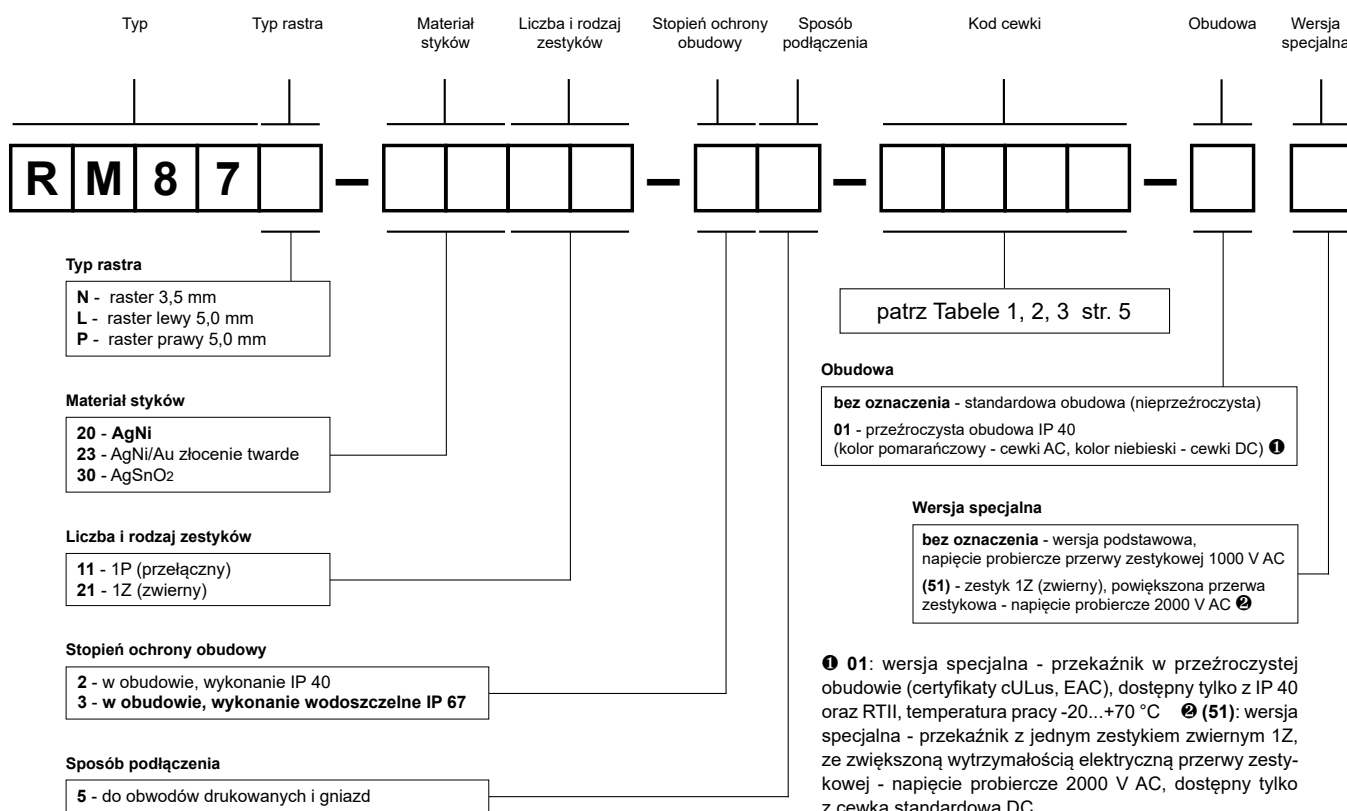 Typ
Typ rastra
Materiał
styków
Liczba i rodzaj
zestyków
Stopień ochrony
obudowy
Sposób
podłączenia
Kod cewki
Obudowa
Wersja
specjalna
R M 8 7 – – – –
Typ rastra
N - raster 3,5 mm
L - raster lewy 5,0 mm
P - raster prawy 5,0 mm
Materiał styków
20 - AgNi
23 - AgNi/Au złocenie twarde
30 - AgSnO2
Liczba i rodzaj zestyków
11 - 1P (przełączny)
21 - 1Z (zwierny)
Stopień ochrony obudowy
2 - w obudowie, wykonanie IP 40
3 - w obudowie, wykonanie wodoszczelne IP 67
Sposób podłączenia
5 - do obwodów drukowanych i gniazd
patrz Tabele 1, 2, 3 str. 5
Obudowa
bez oznaczenia - standardowa obudowa (nieprzeźroczysta)
01 - przeźroczysta obudowa IP 40
(kolor pomarańczowy - cewki AC, kolor niebieski - cewki DC) ❶
Wersja specjalna
bez oznaczenia - wersja podstawowa,
napięcie probiercze przerwy zestykowej 1000 V AC
(51) - zestyk 1Z (zwierny), powiększona przerwa
zestykowa - napięcie probiercze 2000 V AC ❷
❶ 01: wersja specjalna - przekaźnik w przeźroczystej
obudowie (certyfikaty cULus, EAC), dostępny tylko z IP 40
oraz RTII, temperatura pracy -20...+70 °C ❷ (51): wersja
specjalna - przekaźnik z jednym zestykiem zwiernym 1Z,
ze zwiększoną wytrzymałością elektryczną przerwy zesty-
kowej - napięcie probiercze 2000 V AC, dostępny tylko
z cewką standardową DC